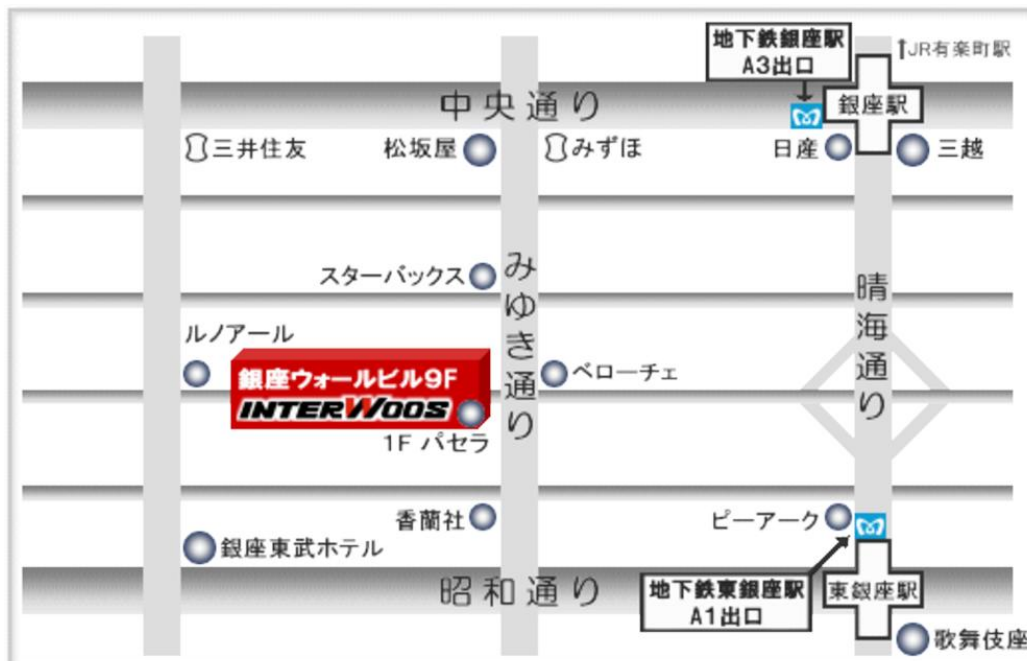 地下鉄銀座駅
A3出口
↑JR有楽町駅
中央通り
銀座駅
三井住友
松坂屋
みずほ
日産
三越
スターバックス
みゆき通り
晴海通り
ルノアール
銀座ウォールビル9F
INTERWOOS
ベローチェ
1F パセラ
香蘭社
ピーアーク
銀座東武ホテル
昭和通り
地下鉄東銀座駅
A1出口
東銀座駅
歌舞伎座